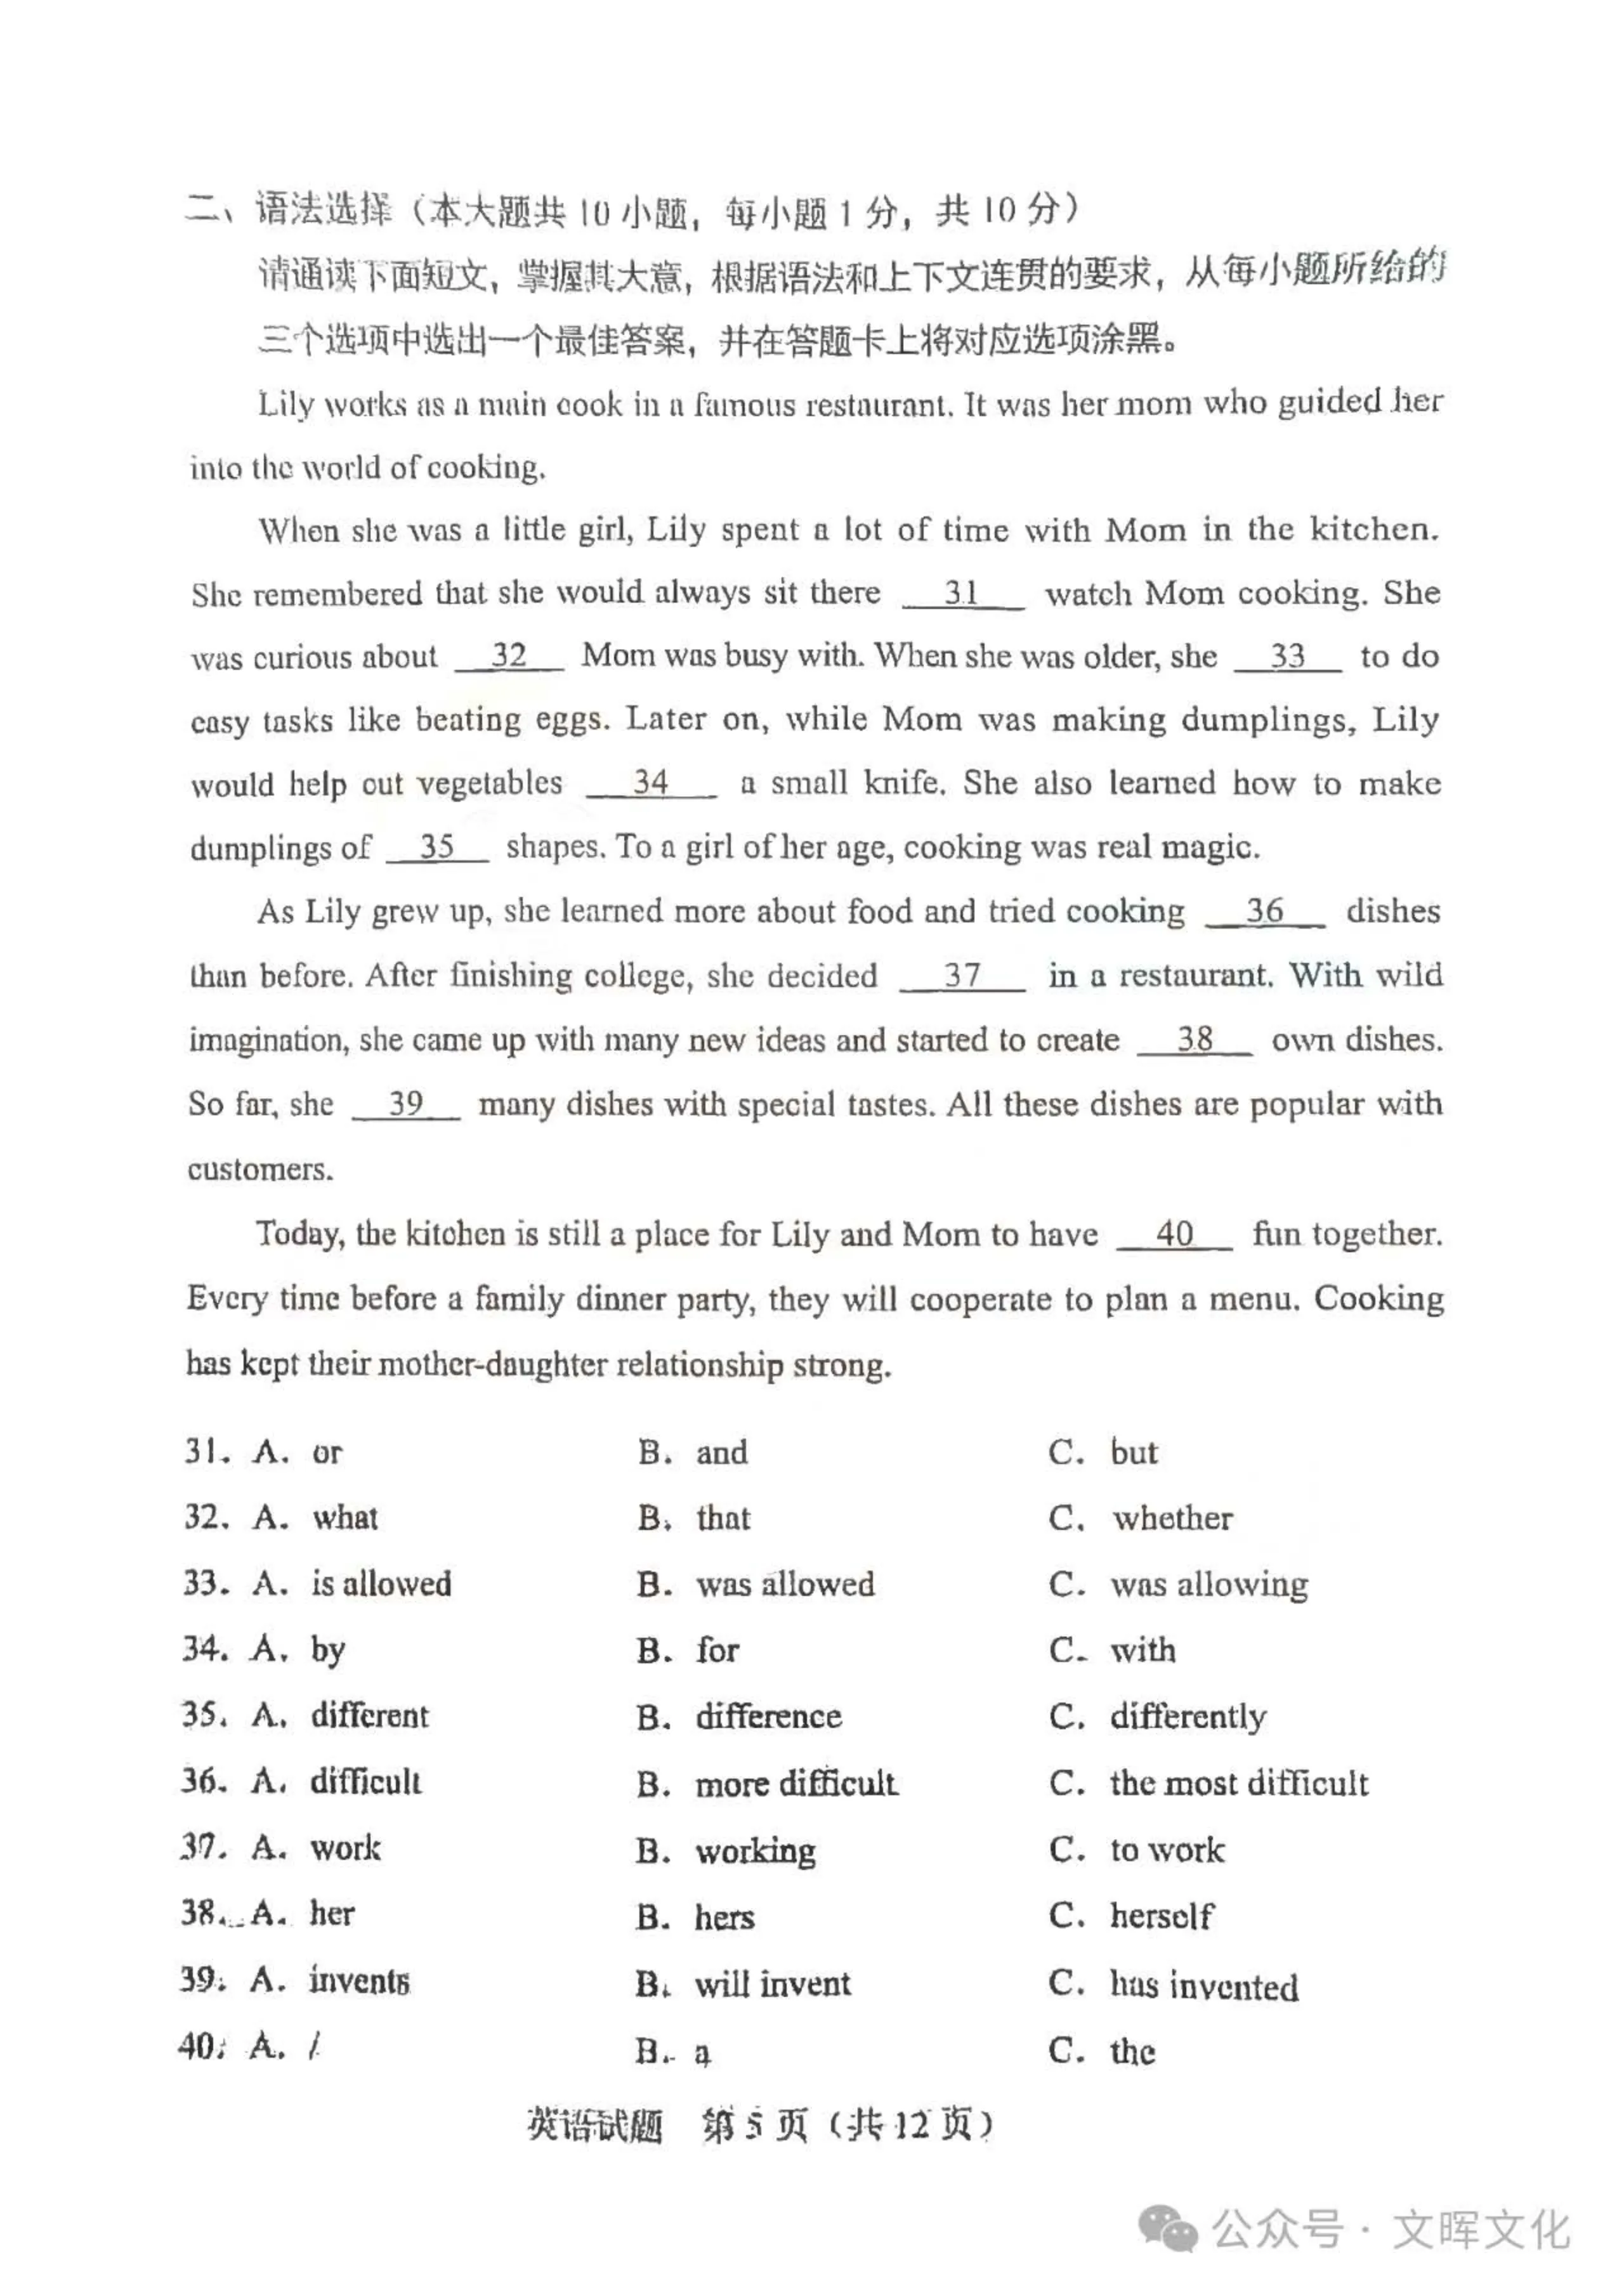 二、语法选择（本大题共 10 小题，每小题 1 分，共 10 分）
请通读下面短文，掌握其大意，根据语法和上下文连贯的要求，从每小题所给的
三个选项中选出一个最佳答案，并在答题卡上将对应选项涂黑。
Lily works as a main cook in a famous restaurant. It was her mom who guided her
into the world of cooking.
When she was a little girl, Lily spent a lot of time with Mom in the kitchen.
She remembered that she would always sit there 31 watch Mom cooking. She
was curious about 32 Mom was busy with. When she was older, she 33 to do
easy tasks like beating eggs. Later on, while Mom was making dumplings, Lily
would help cut vegetables 34 a small knife. She also learned how to make
dumplings of 35 shapes. To a girl of her age, cooking was real magic.
As Lily grew up, she learned more about food and tried cooking 36 dishes
than before. After finishing college, she decided 37 in a restaurant. With wild
imagination, she came up with many new ideas and started to create 38 own dishes.
So far, she 39 many dishes with special tastes. All these dishes are popular with
customers.
Today, the kitchen is still a place for Lily and Mom to have 40 fun together.
Every time before a family dinner party, they will cooperate to plan a menu. Cooking
has kept their mother-daughter relationship strong.
31. A. or B. and C. but
32. A. what B. that C. whether
33. A. is allowed B. was allowed C. was allowing
34. A. by B. for C. with
35. A. different B. difference C. differently
36. A. difficult B. more difficult C. the most difficult
37. A. work B. working C. to work
38. A. her B. hers C. herself
39. A. invents B. will invent C. has invented
40. A. / B. a C. the
英语试题 第 5 页（共 12 页）
公众号 · 文晖文化